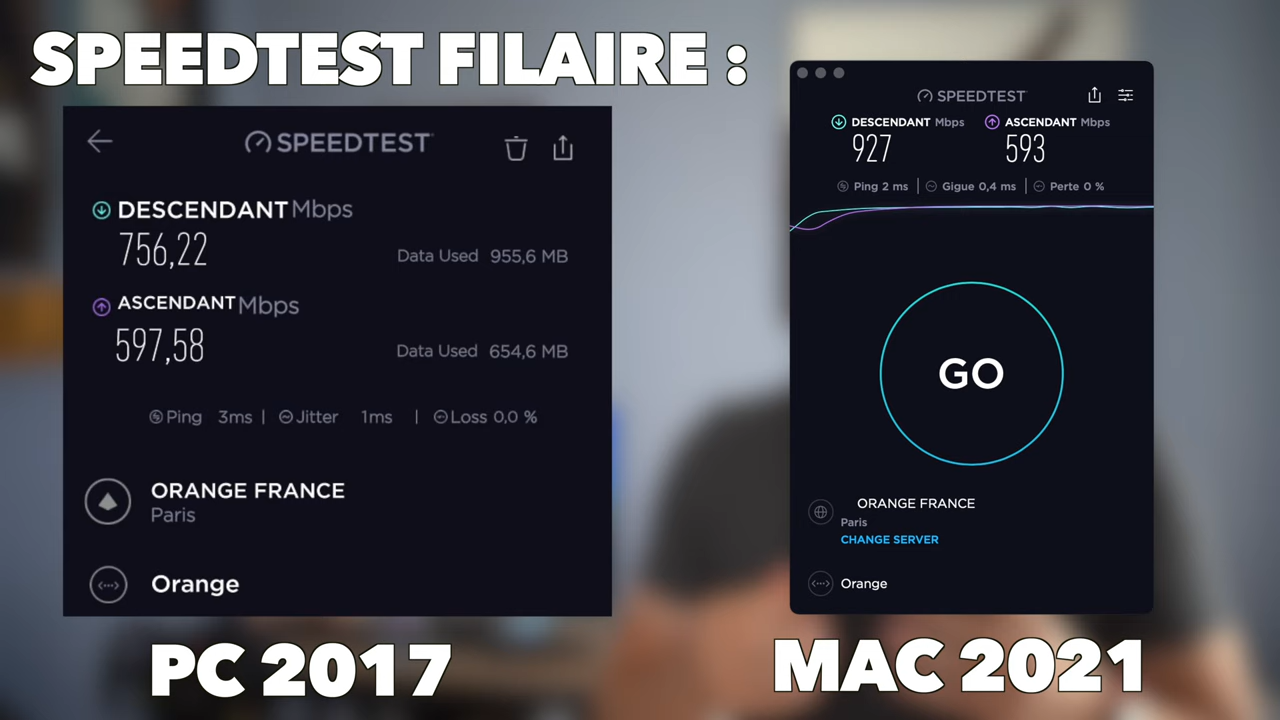 SPEEDTEST FILAIRE :
SPEEDTEST
DESCENDANT Mbps
756,22
Data Used 955,6 MB
ASCENDANT Mbps
597,58
Data Used 654,6 MB
Ping 3ms | Jitter 1ms | Loss 0,0 %
ORANGE FRANCE
Paris
Orange
PC 2017
SPEEDTEST
DESCENDANT Mbps ASCENDANT Mbps
927 593
Ping 2 ms | Gigue 0,4 ms | Perte 0 %
GO
ORANGE FRANCE
Paris
CHANGE SERVER
Orange
MAC 2021